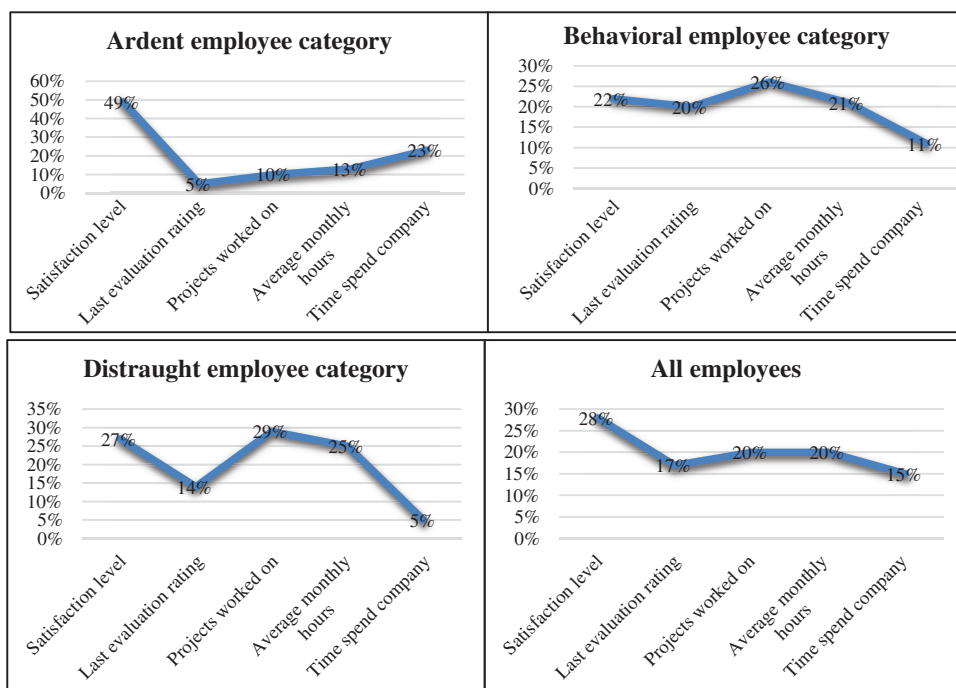 Ardent employee category
60%
50%
40%
30%
20%
10%
0%
49%
5%
10%
13%
23%
Satisfaction level
Last evaluation rating
Projects worked on
Average monthly
hours
Time spend company
Behavioral employee category
30%
25%
20%
15%
10%
5%
0%
22%
20%
26%
21%
11%
Satisfaction level
Last evaluation rating
Projects worked on
Average monthly
hours
Time spend company
Distraught employee category
35%
30%
25%
20%
15%
10%
5%
0%
27%
14%
29%
25%
5%
Satisfaction level
Last evaluation rating
Projects worked on
Average monthly
hours
Time spend company
All employees
30%
25%
20%
15%
10%
5%
0%
28%
17%
20%
20%
15%
Satisfaction level
Last evaluation rating
Projects worked on
Average monthly
hours
Time spend company